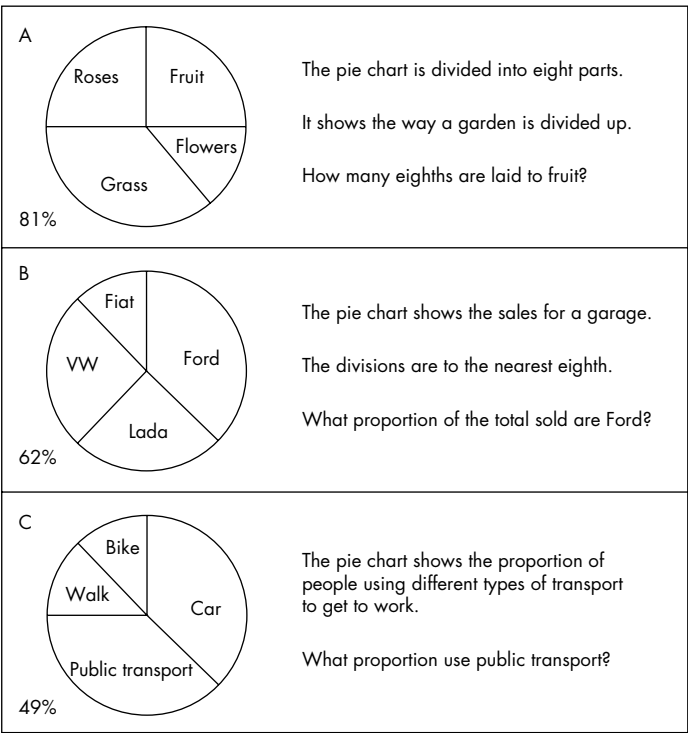 A
Roses
Fruit
Flowers
Grass
81%
The pie chart is divided into eight parts.
It shows the way a garden is divided up.
How many eighths are laid to fruit?
B
Fiat
Ford
VW
Lada
62%
The pie chart shows the sales for a garage.
The divisions are to the nearest eighth.
What proportion of the total sold are Ford?
C
Bike
Walk
Car
Public transport
49%
The pie chart shows the proportion of
people using different types of transport
to get to work.
What proportion use public transport?